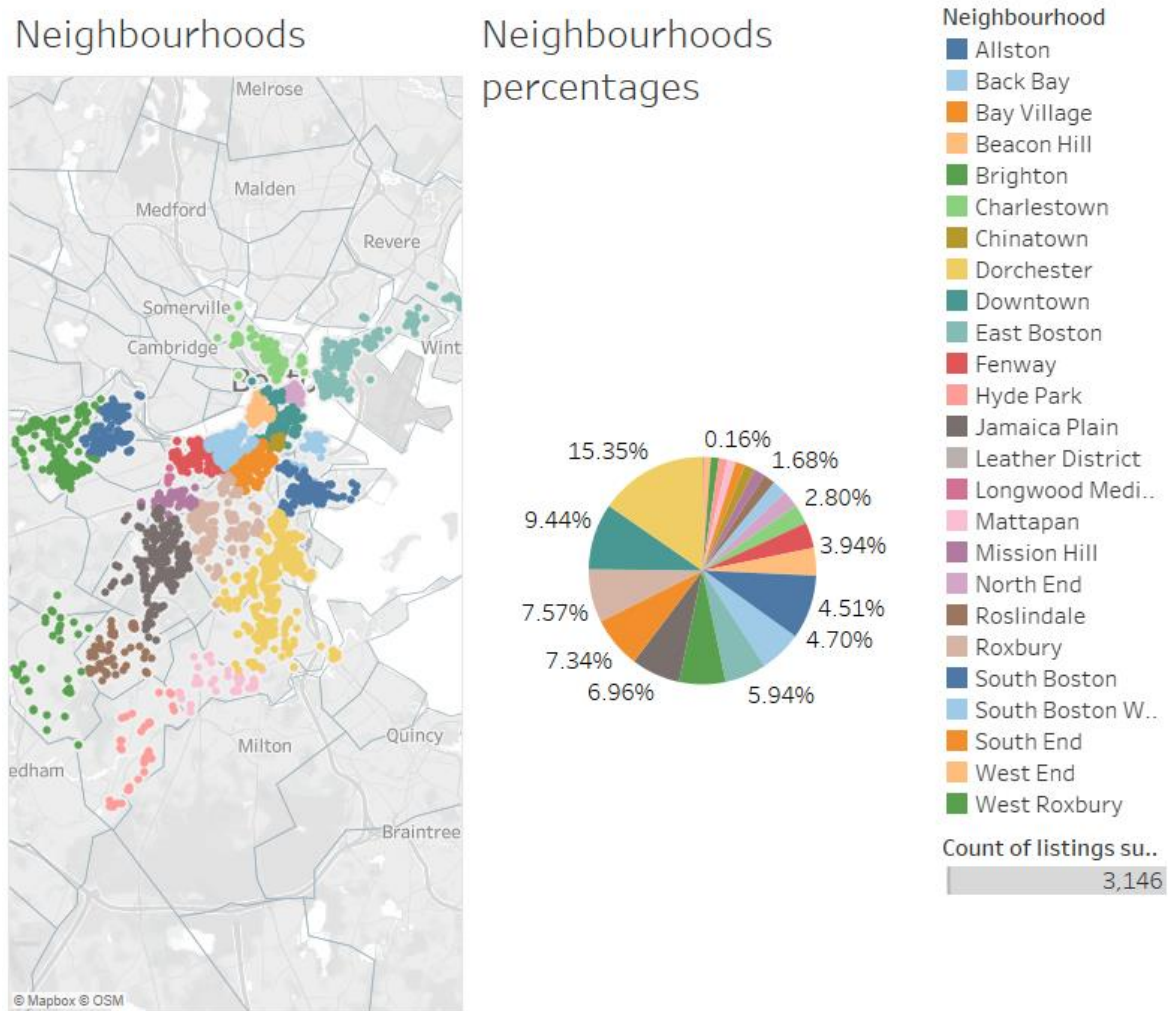 Neighbourhoods
Melrose
Malden
Medford
Revere
Somerville
Cambridge
Wint
Milton
Quincy
edham
Braintree
© Mapbox © OSM
Neighbourhoods
percentages
0.16%
15.35%
1.68%
2.80%
9.44%
3.94%
7.57%
4.51%
4.70%
7.34%
6.96%
5.94%
Neighbourhood
Allston
Back Bay
Bay Village
Beacon Hill
Brighton
Charlestown
Chinatown
Dorchester
Downtown
East Boston
Fenway
Hyde Park
Jamaica Plain
Leather District
Longwood Medi..
Mattapan
Mission Hill
North End
Roslindale
Roxbury
South Boston
South Boston W..
South End
West End
West Roxbury
Count of listings su..
3,146